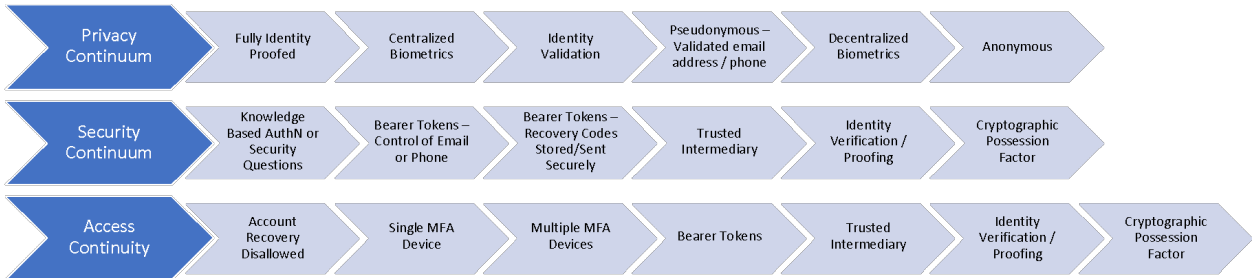 Privacy
Continuum
Fully Identity
Proofed
Centralized
Biometrics
Identity
Validation
Pseudonymous –
Validated email
address / phone
Decentralized
Biometrics
Anonymous
Security
Continuum
Knowledge
Based AuthN or
Security
Questions
Bearer Tokens –
Control of Email
or Phone
Bearer Tokens –
Recovery Codes
Stored/Sent
Securely
Trusted
Intermediary
Identity
Verification /
Proofing
Cryptographic
Possession
Factor
Access
Continuity
Account
Recovery
Disallowed
Single MFA
Device
Multiple MFA
Devices
Bearer Tokens
Trusted
Intermediary
Identity
Verification /
Proofing
Cryptographic
Possession
Factor